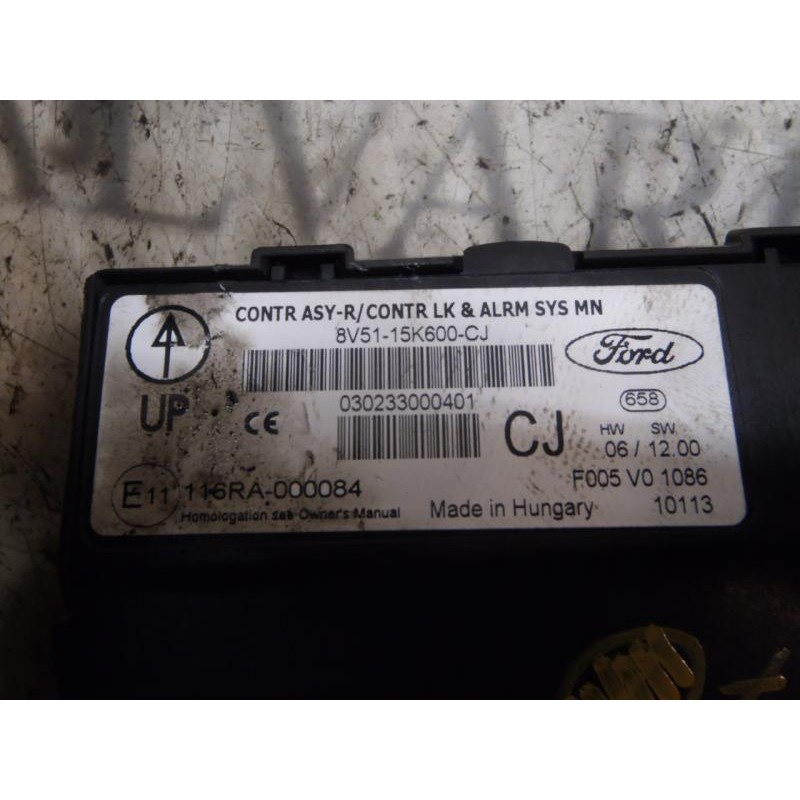 CONTR ASY-R/CONTR LK & ALRM SYS MN
8V51-15K600-CJ
Ford
UP
CE
030233000401
CJ
658
HW SW
06 / 12.00
E11 116RA-000084
F005 V0 1086
Homologation see Owner's Manual
Made in Hungary
10113